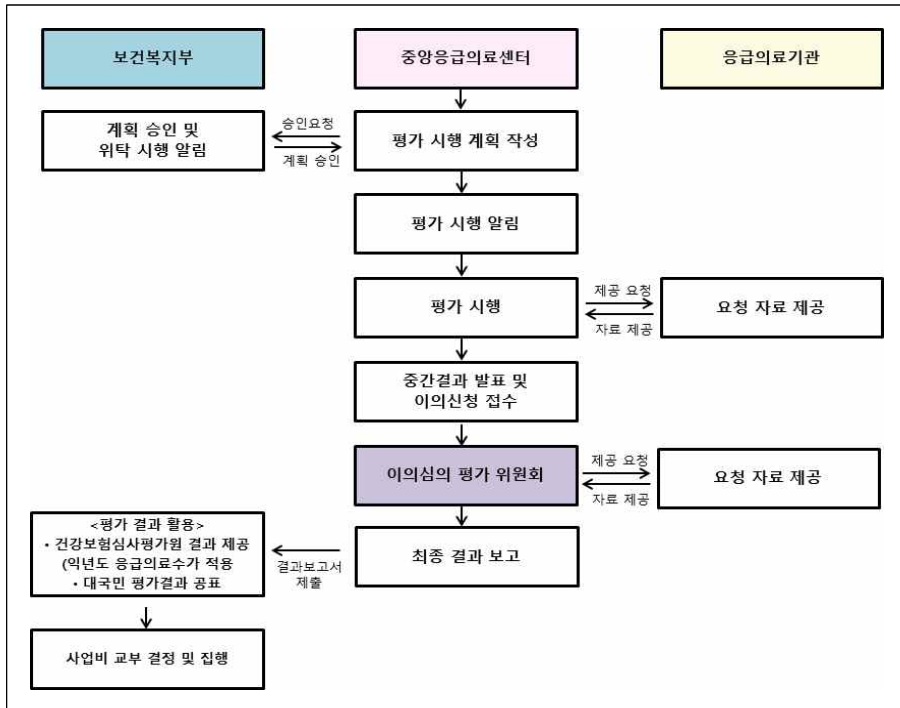 보건복지부
중앙응급의료센터
응급의료기관
계획 승인 및
위탁 시행 알림
승인요청
계획 승인
평가 시행 계획 작성
평가 시행 알림
평가 시행
제공 요청
자료 제공
요청 자료 제공
중간결과 발표 및
이의신청 접수
이의심의 평가 위원회
제공 요청
자료 제공
요청 자료 제공
<평가 결과 활용>
• 건강보험심사평가원 결과 제공
(익년도 응급의료수가 적용
• 대국민 평가결과 공표
결과보고서
제출
최종 결과 보고
사업비 교부 결정 및 집행